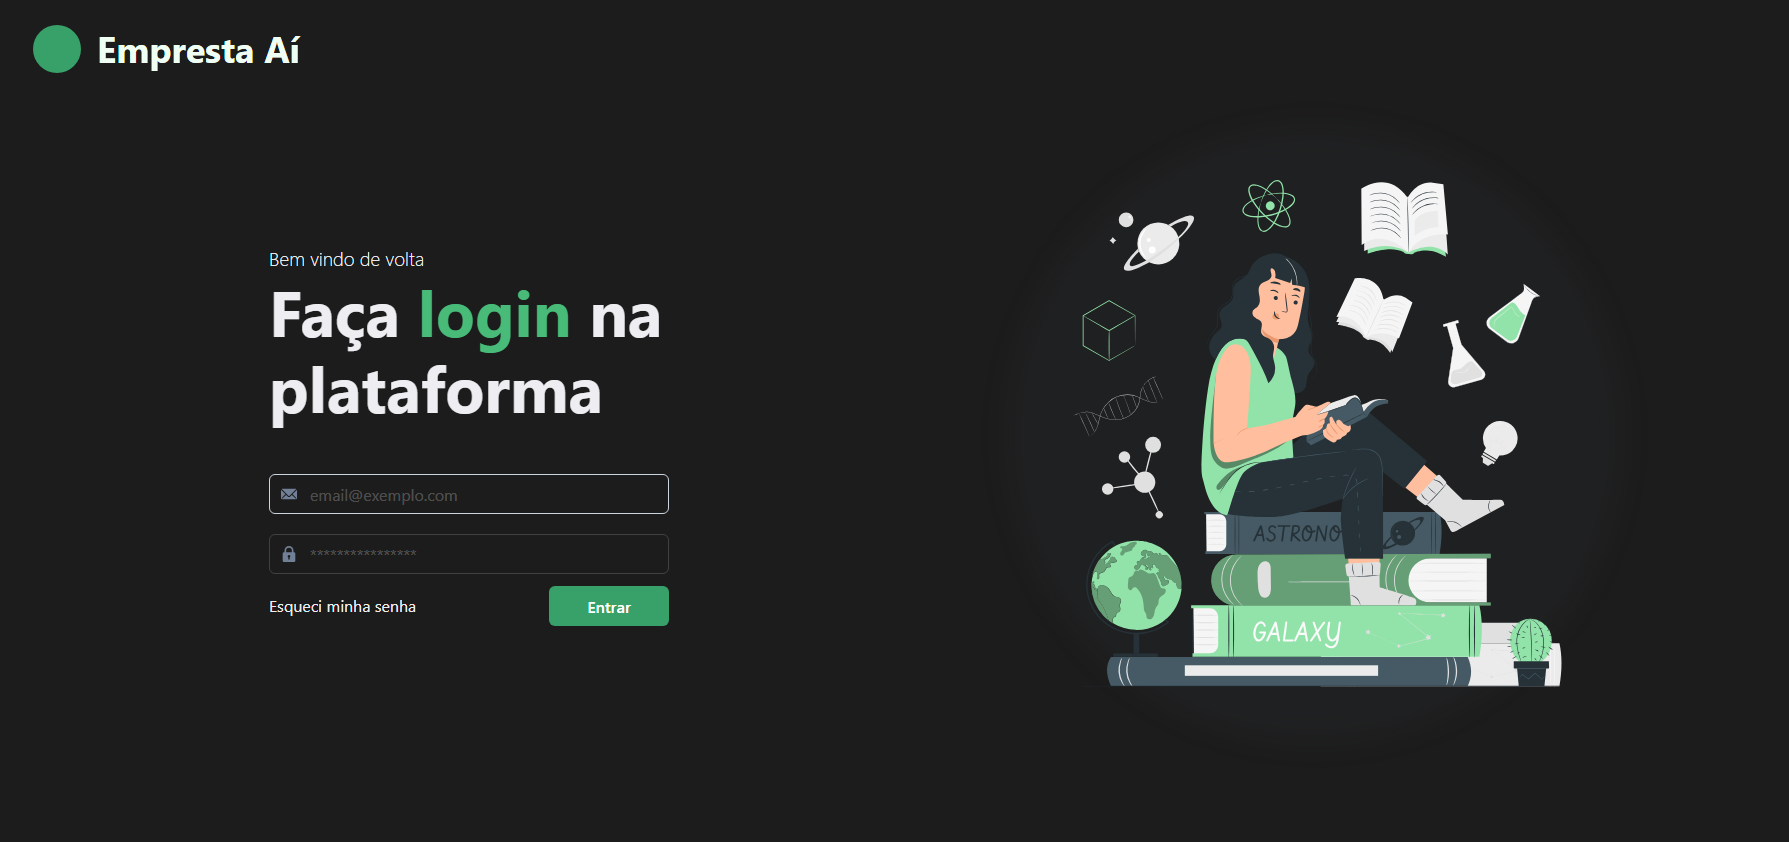 Empresta Aí
Bem vindo de volta
Faça login na
plataforma
email@exemplo.com
****************
Esqueci minha senha
Entrar
ASTRONO
GALAXY